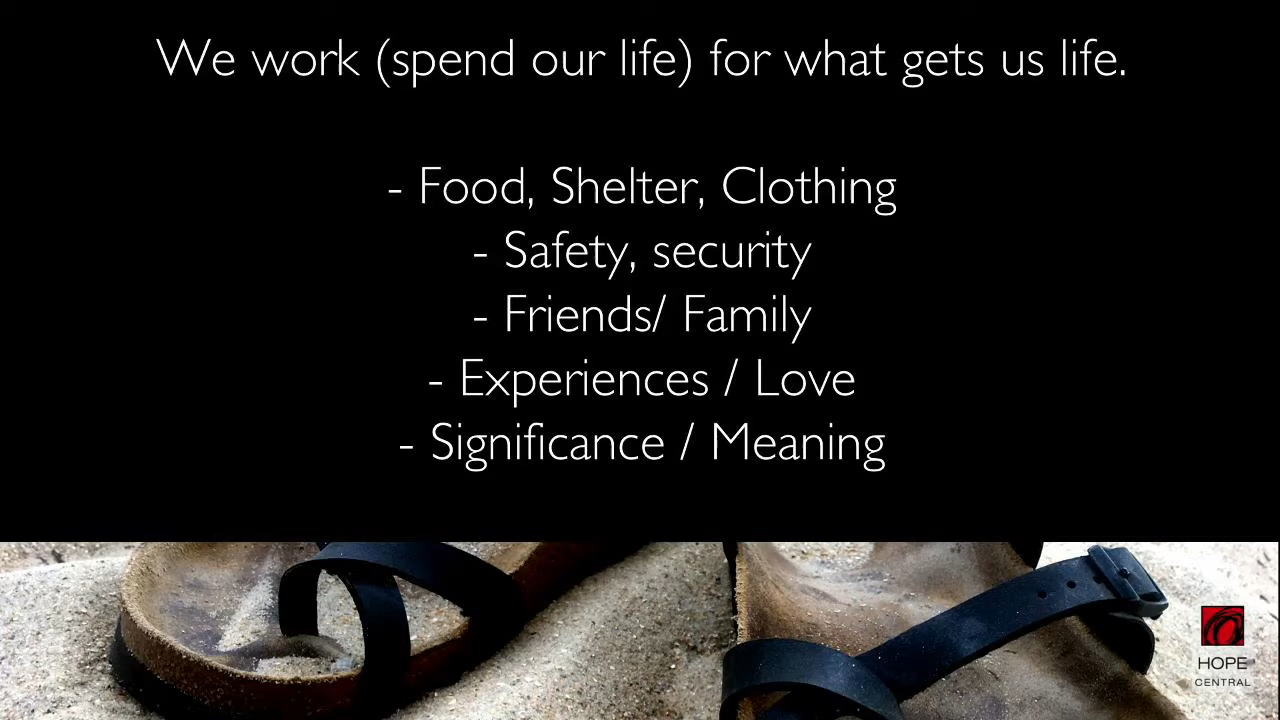 We work (spend our life) for what gets us life.
- Food, Shelter, Clothing
- Safety, security
- Friends/ Family
- Experiences / Love
- Significance / Meaning
HOPE
CENTRAL